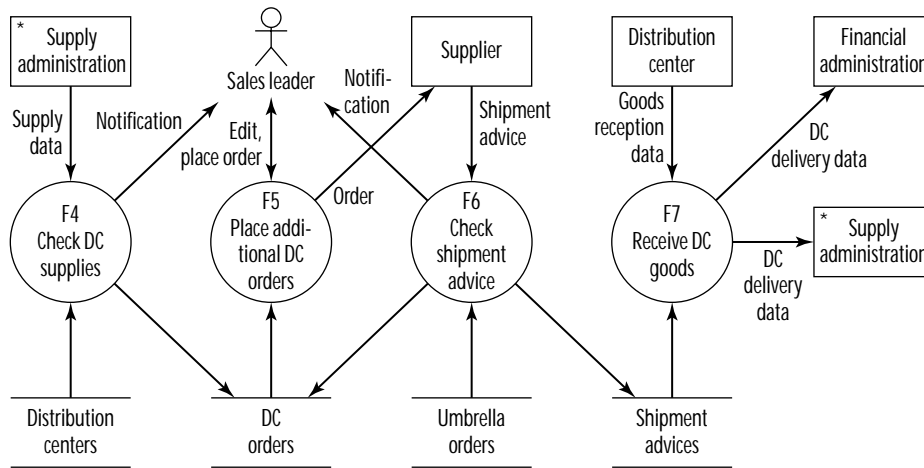 * Supply
administration
Sales leader
Supplier
Distribution
center
Financial
administration
Supply
data
Notification
Edit,
place order
Notifi-
cation
Shipment
advice
Goods
reception
data
DC
delivery data
Order
F4
Check DC
supplies
F5
Place addi-
tional DC
orders
F6
Check
shipment
advice
F7
Receive DC
goods
* Supply
administration
DC
delivery
data
Distribution
centers
DC
orders
Umbrella
orders
Shipment
advices